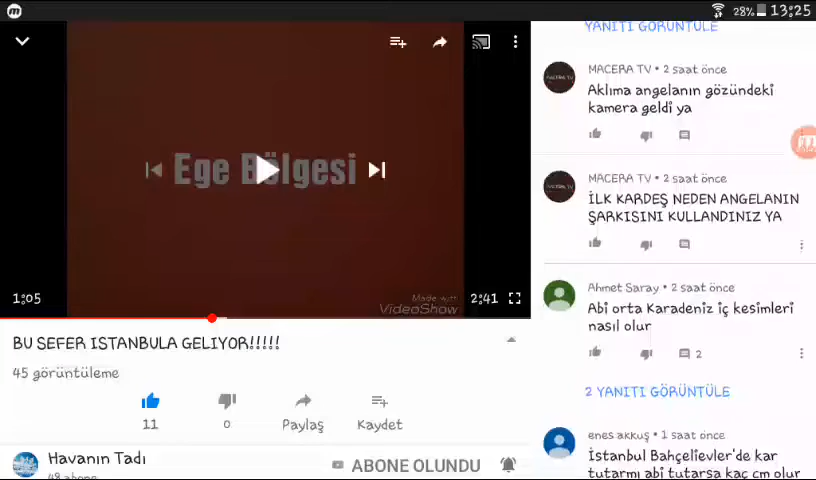 28% 13:25
YANITI GÖRÜNTÜLE
MACERA TV • 2 saat önce
Aklıma angelanın gözündeki
kamera geldi ya
Ege Bölgesi
MACERA TV • 2 saat önce
İLK KARDEŞ NEDEN ANGELANIN
ŞARKISINI KULLANDINIZ YA
1:05
Made with
VideoShow
2:41
Ahmet Saray • 2 saat önce
Abi orta Karadeniz iç kesimleri
nasıl olur
2
2 YANITI GÖRÜNTÜLE
BU SEFER ISTANBULA GELIYOR!!!!!
45 görüntüleme
11
0
Paylaş
Kaydet
enes akkuş • 1 saat önce
İstanbul Bahçelievler'de kar
tutarmı abi tutarsa kaç cm olur
Havanın Tadı
48 abone
ABONE OLUNDU